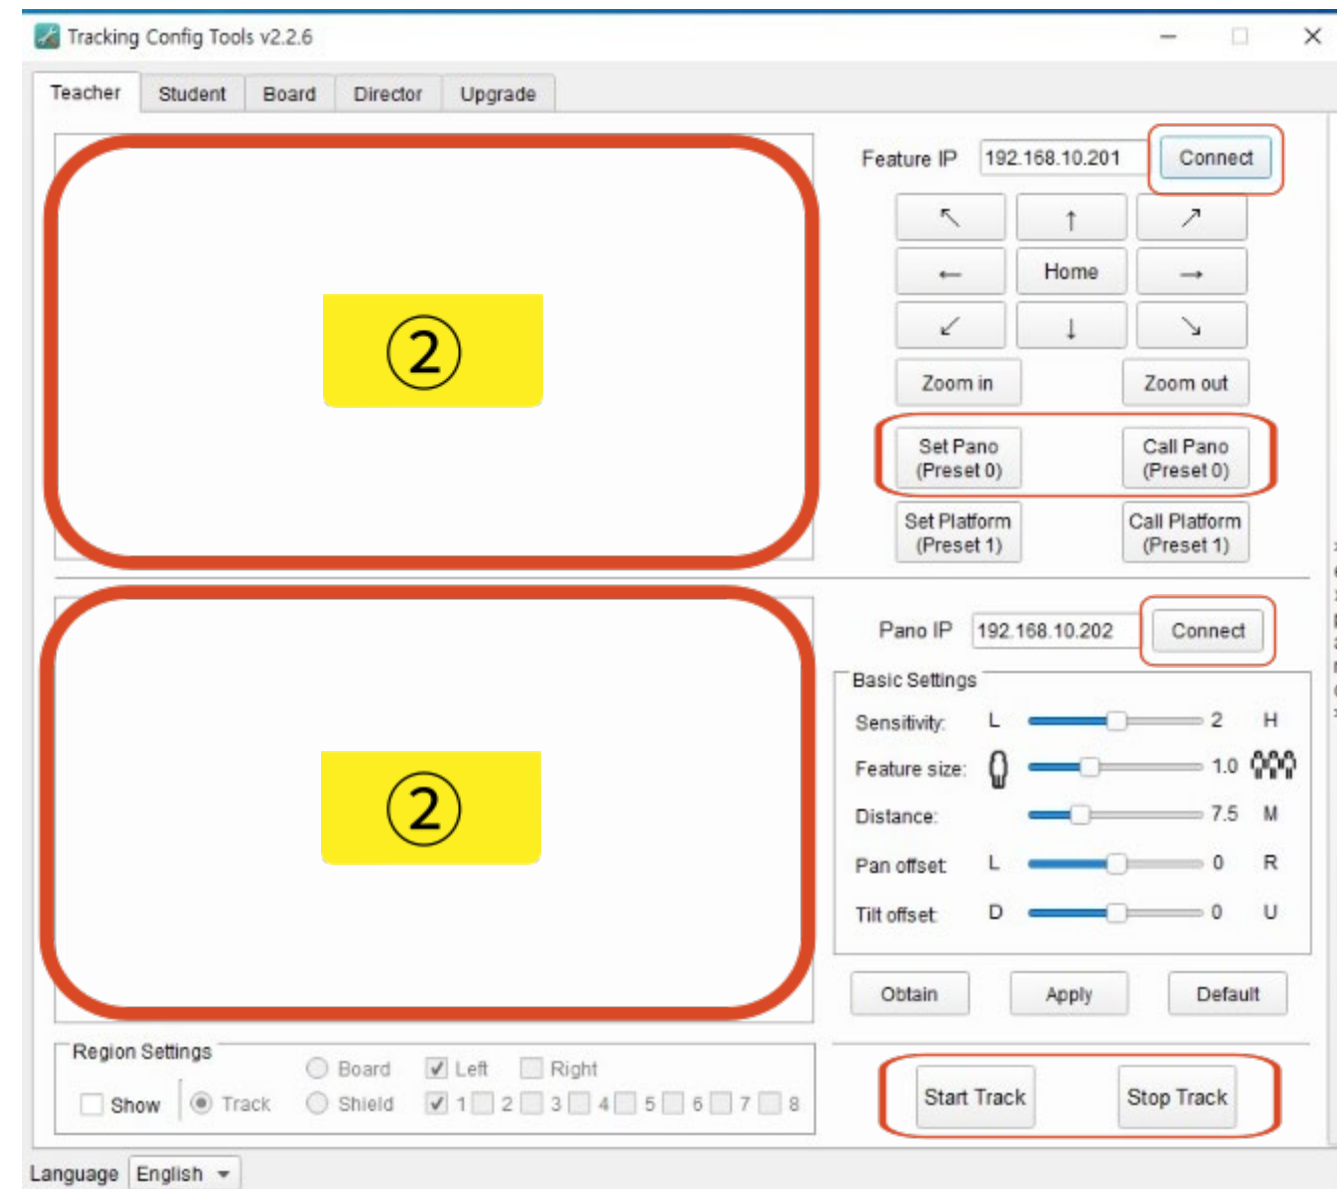 Tracking Config Tools v2.2.6
Teacher Student Board Director Upgrade
Feature IP 192.168.10.201 Connect
↖ ↑ ↗
← Home →
↙ ↓ ↘
②
Zoom in Zoom out
Set Pano Call Pano
(Preset 0) (Preset 0)
Set Platform Call Platform
(Preset 1) (Preset 1)
Pano IP 192.168.10.202 Connect
Basic Settings
Sensitivity: L 2 H
Feature size: 1.0
②
Distance: 7.5 M
Pan offset: L 0 R
Tilt offset: D 0 U
Obtain Apply Default
Region Settings
Board Left Right
Show Track Shield 1 2 3 4 5 6 7 8
Start Track Stop Track
Language English